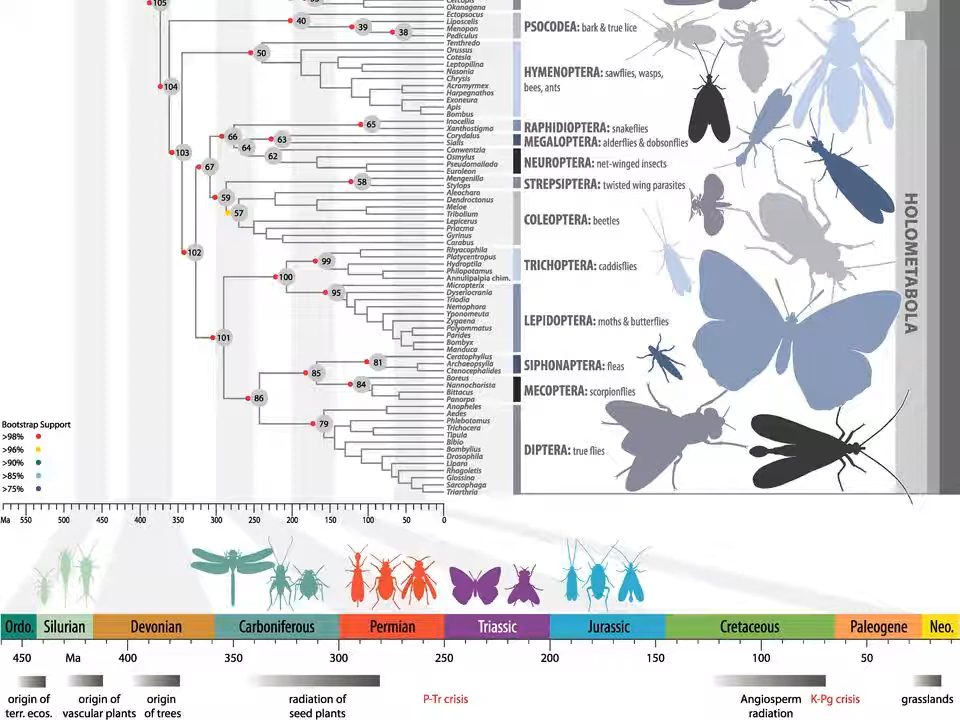 105
Cercopis
Okanagana
Ectopsocus
Liposcelis
Menopon
Pediculus
40
39
38
PSOCODEA: bark & true lice
Tenthredo
Orussus
Cotesia
Leptopilina
Nasonia
Chrysis
Acromyrmex
Harpegnathos
Exoneura
Apis
Bombus
50
104
HYMENOPTERA: sawflies, wasps,
bees, ants
Inocellia
Xanthostigma
65
RAPHIDIOPTERA: snakeflies
Corydalus
Sialis
66
63
64
MEGALOPTERA: alderflies & dobsonflies
Conwentzia
Osmylus
Pseudomallada
Euroleon
62
103
67
NEUROPTERA: net-winged insects
Mengenilla
Stylops
58
STREPSIPTERA: twisted wing parasites
Aleochara
Dendroctonus
Meloe
Tribolium
Lepicerus
Priacma
Gyrinus
Carabus
59
57
COLEOPTERA: beetles
Rhyacophila
Platycentropus
Hydroptila
Philopotamus
Annulipalpia chim.
102
99
100
TRICHOPTERA: caddisflies
Micropterix
Dyseriocrania
Triodia
Nemophora
Yponomeuta
Zygaena
Polyommatus
Parides
Bombyx
Manduca
95
101
LEPIDOPTERA: moths & butterflies
Ceratophyllus
Archaeopsylla
Ctenocephalides
81
85
SIPHONAPTERA: fleas
Boreus
Nannochorista
Bittacus
Panorpa
84
86
MECOPTERA: scorpionflies
Anopheles
Aedes
Phlebotomus
Trichocera
Tipula
Bibio
Bombylius
Drosophila
Lipara
Rhagoletis
Glossina
Sarcophaga
Triarthria
79
DIPTERA: true flies
HOLOMETABOLA
Bootstrap Support
>98%
>96%
>90%
>85%
>75%
Ma 550 500 450 400 350 300 250 200 150 100 50 0
Ordo. Silurian Devonian Carboniferous Permian Triassic Jurassic Cretaceous Paleogene Neo.
450 Ma 400 350 300 250 200 150 100 50
origin of
terr. ecos.
origin of
vascular plants
origin
of trees
radiation of
seed plants
P-Tr crisis
Angiosperm
radiation
K-Pg crisis
grasslands